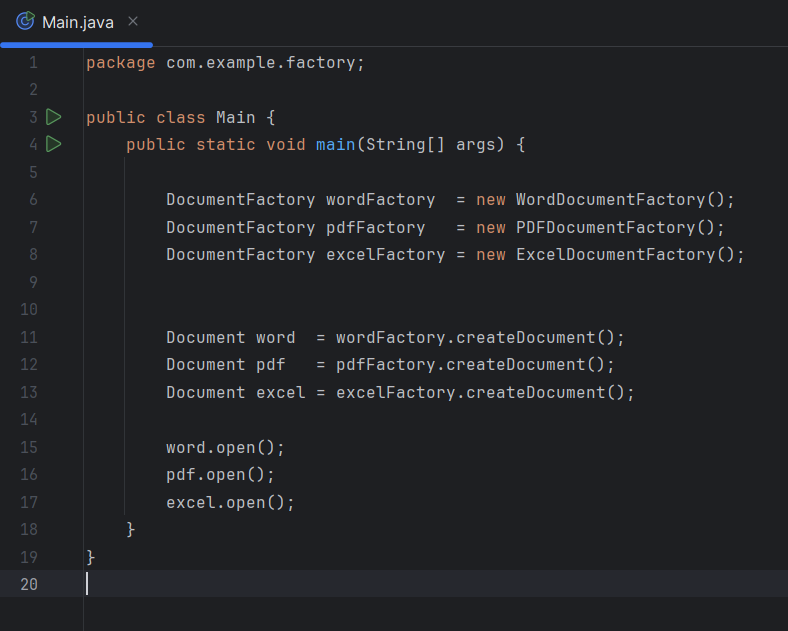 Main.java
1 package com.example.factory;
2
3 public class Main {
4     public static void main(String[] args) {
5
6         DocumentFactory wordFactory  = new WordDocumentFactory();
7         DocumentFactory pdfFactory   = new PDFDocumentFactory();
8         DocumentFactory excelFactory = new ExcelDocumentFactory();
9
10
11         Document word  = wordFactory.createDocument();
12         Document pdf   = pdfFactory.createDocument();
13         Document excel = excelFactory.createDocument();
14
15         word.open();
16         pdf.open();
17         excel.open();
18     }
19 }
20